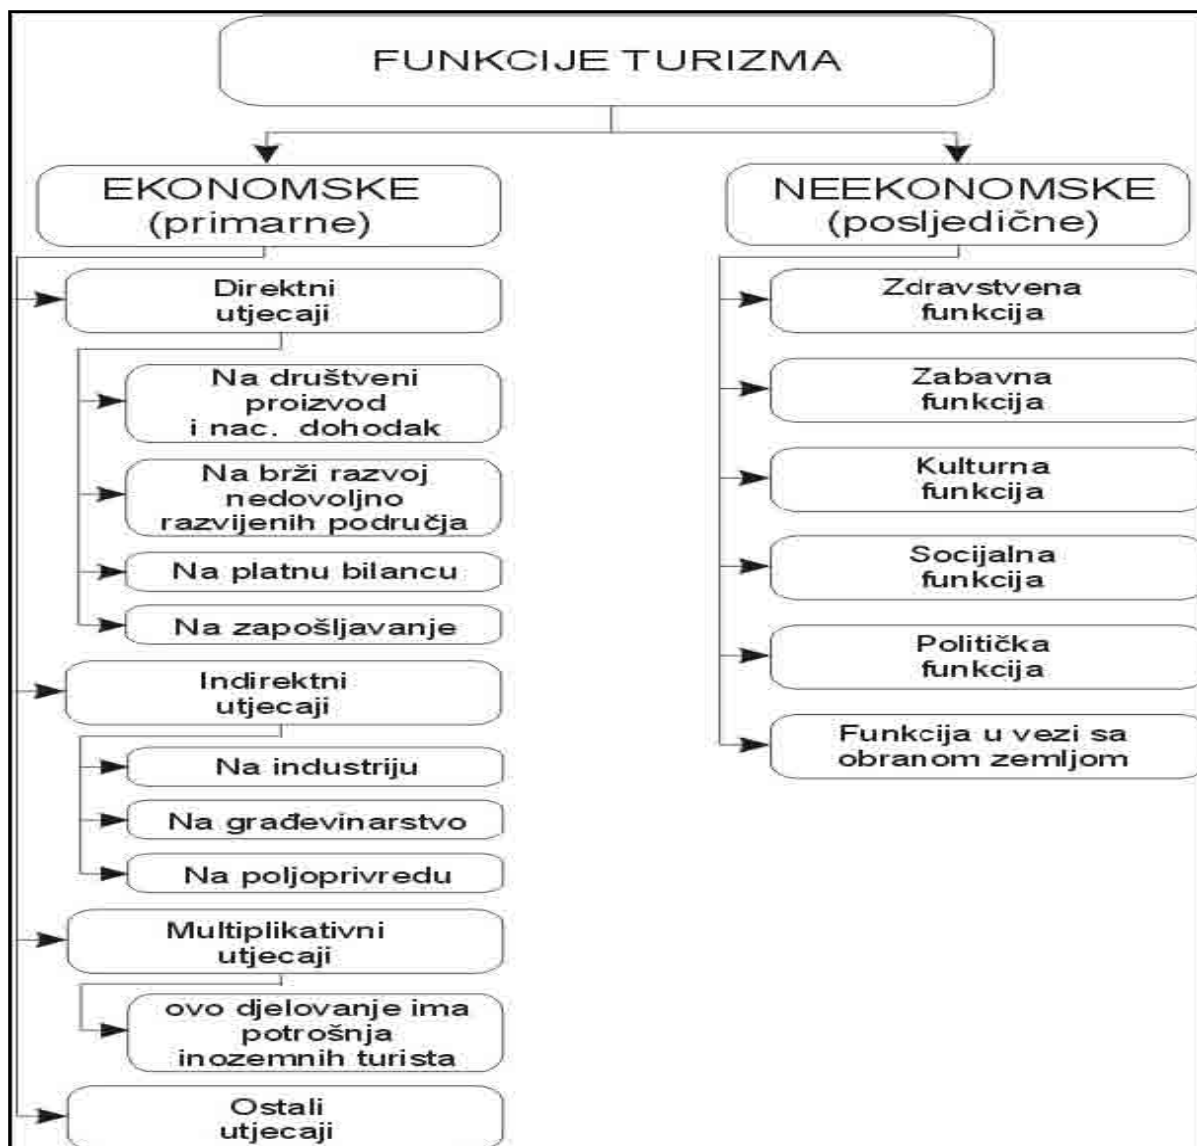 FUNKCIJE TURIZMA
EKONOMSKE
(primarne)
Direktni
utjecaji
Na društveni
proizvod
i nac. dohodak
Na brži razvoj
nedovoljno
razvijenih područja
Na platnu bilancu
Na zapošljavanje
Indirektni
utjecaji
Na industriju
Na građevinarstvo
Na poljoprivredu
Multiplikativni
utjecaji
ovo djelovanje ima
potrošnja
inozemnih turista
Ostali
utjecaji
NEEKONOMSKE
(posljedične)
Zdravstvena
funkcija
Zabavna
funkcija
Kulturna
funkcija
Socijalna
funkcija
Politička
funkcija
Funkcija u vezi sa
obranom zemljom